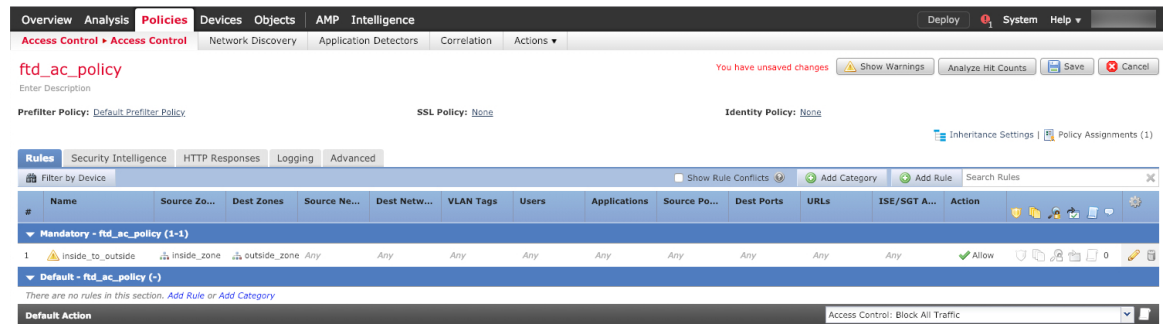 Overview Analysis Policies Devices Objects AMP Intelligence Deploy 1 System Help ▾
Access Control ▸ Access Control Network Discovery Application Detectors Correlation Actions ▾
ftd_ac_policy You have unsaved changes Show Warnings Analyze Hit Counts Save Cancel
Enter Description
Prefilter Policy: Default Prefilter Policy SSL Policy: None Identity Policy: None
Inheritance Settings | Policy Assignments (1)
Rules Security Intelligence HTTP Responses Logging Advanced
Filter by Device Show Rule Conflicts Add Category Add Rule Search Rules
# Name Source Zo... Dest Zones Source Ne... Dest Netw... VLAN Tags Users Applications Source Po... Dest Ports URLs ISE/SGT A... Action
Mandatory - ftd_ac_policy (1-1)
1 inside_to_outside inside_zone outside_zone Any Any Any Any Any Any Any Any Any Allow 0
Default - ftd_ac_policy (-)
There are no rules in this section. Add Rule or Add Category
Default Action Access Control: Block All Traffic